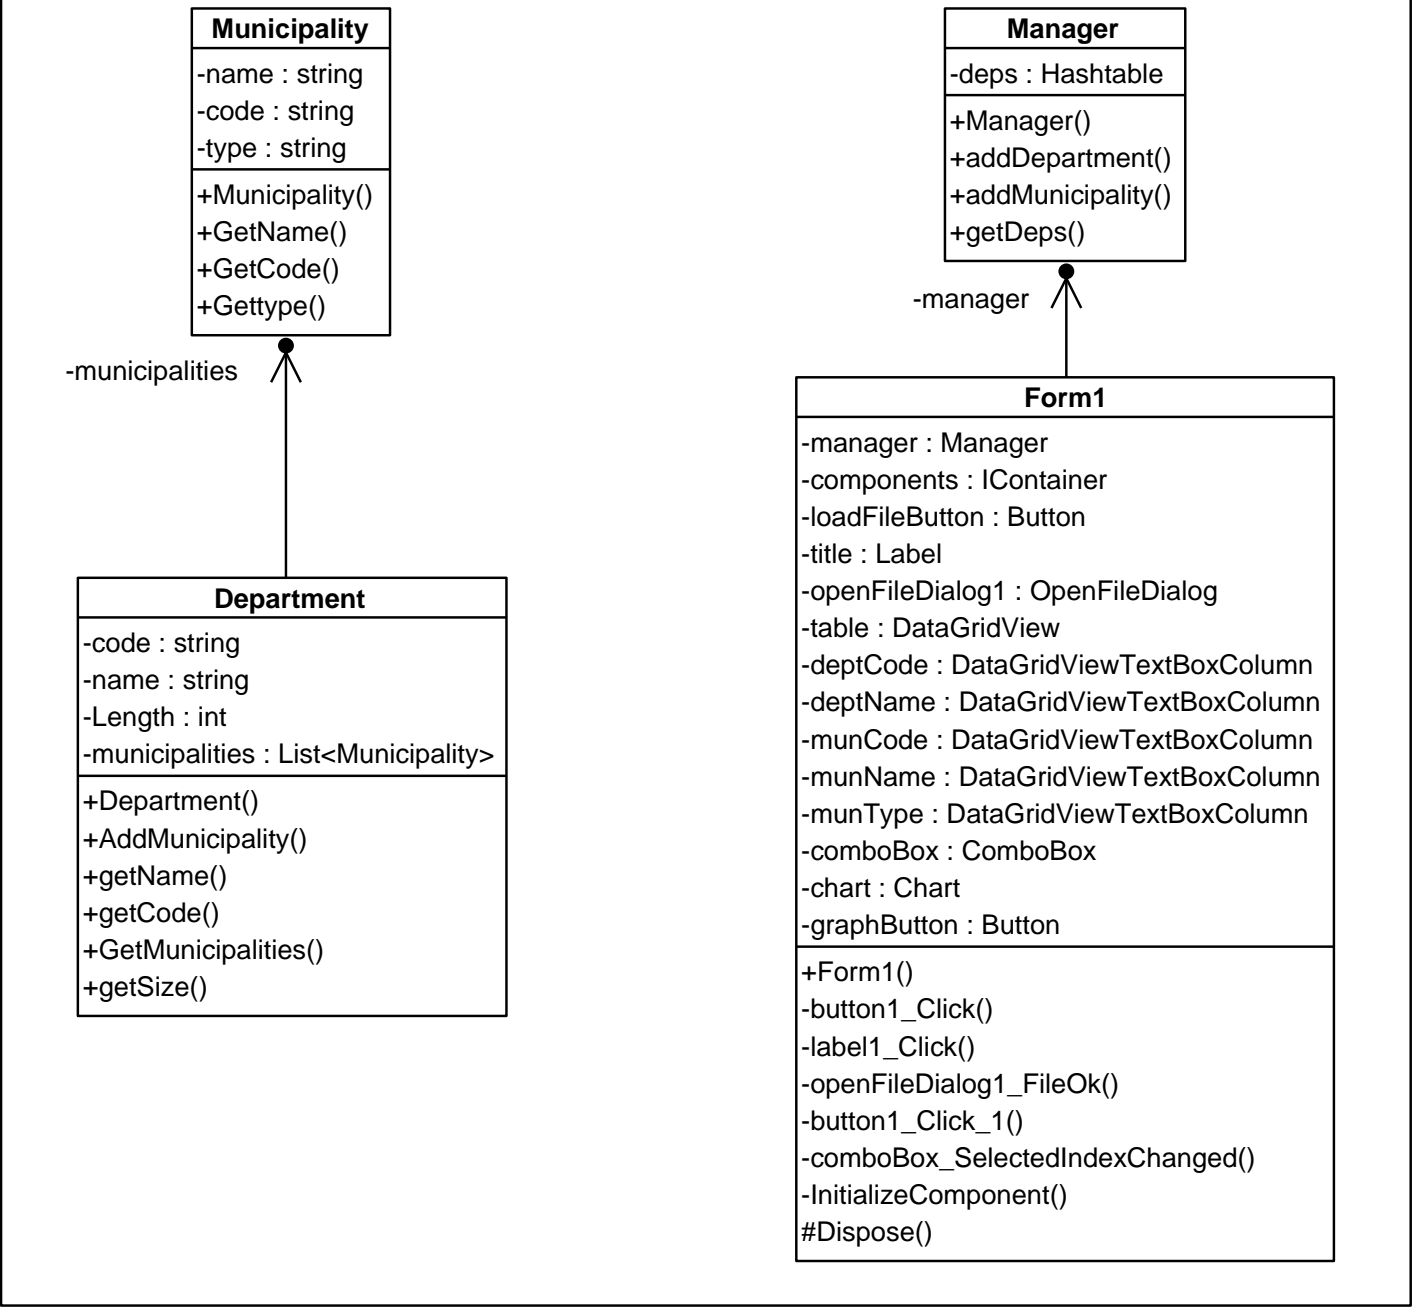 Municipality
-name : string
-code : string
-type : string
+Municipality()
+GetName()
+GetCode()
+Gettype()
-municipalities
Department
-code : string
-name : string
-Length : int
-municipalities : List<Municipality>
+Department()
+AddMunicipality()
+getName()
+getCode()
+GetMunicipalities()
+getSize()
Manager
-deps : Hashtable
+Manager()
+addDepartment()
+addMunicipality()
+getDeps()
-manager
Form1
-manager : Manager
-components : IContainer
-loadFileButton : Button
-title : Label
-openFileDialog1 : OpenFileDialog
-table : DataGridView
-deptCode : DataGridViewTextBoxColumn
-deptName : DataGridViewTextBoxColumn
-munCode : DataGridViewTextBoxColumn
-munName : DataGridViewTextBoxColumn
-munType : DataGridViewTextBoxColumn
-comboBox : ComboBox
-chart : Chart
-graphButton : Button
+Form1()
-button1_Click()
-label1_Click()
-openFileDialog1_FileOk()
-button1_Click_1()
-comboBox_SelectedIndexChanged()
-InitializeComponent()
#Dispose()